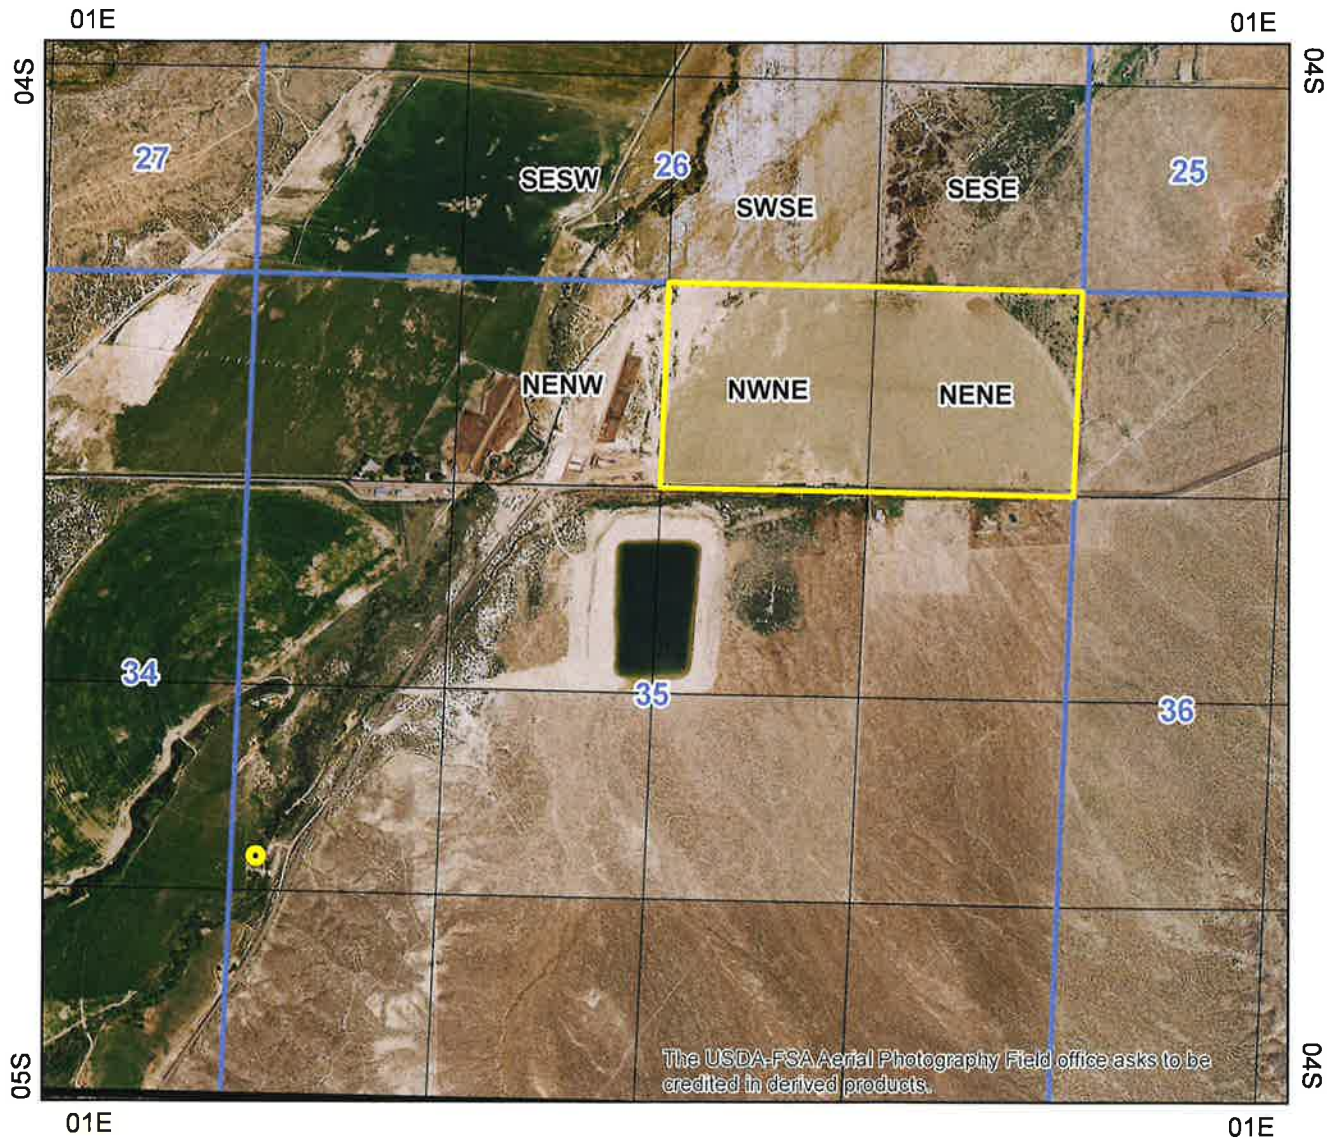 01E 01E
04S 04S
27 SESW 26 SWSE SESE 25
NENW NWNE NENE
34 35 36
The USDA-FSA Aerial Photography Field office asks to be
credited in derived products.
05S 04S
01E 01E